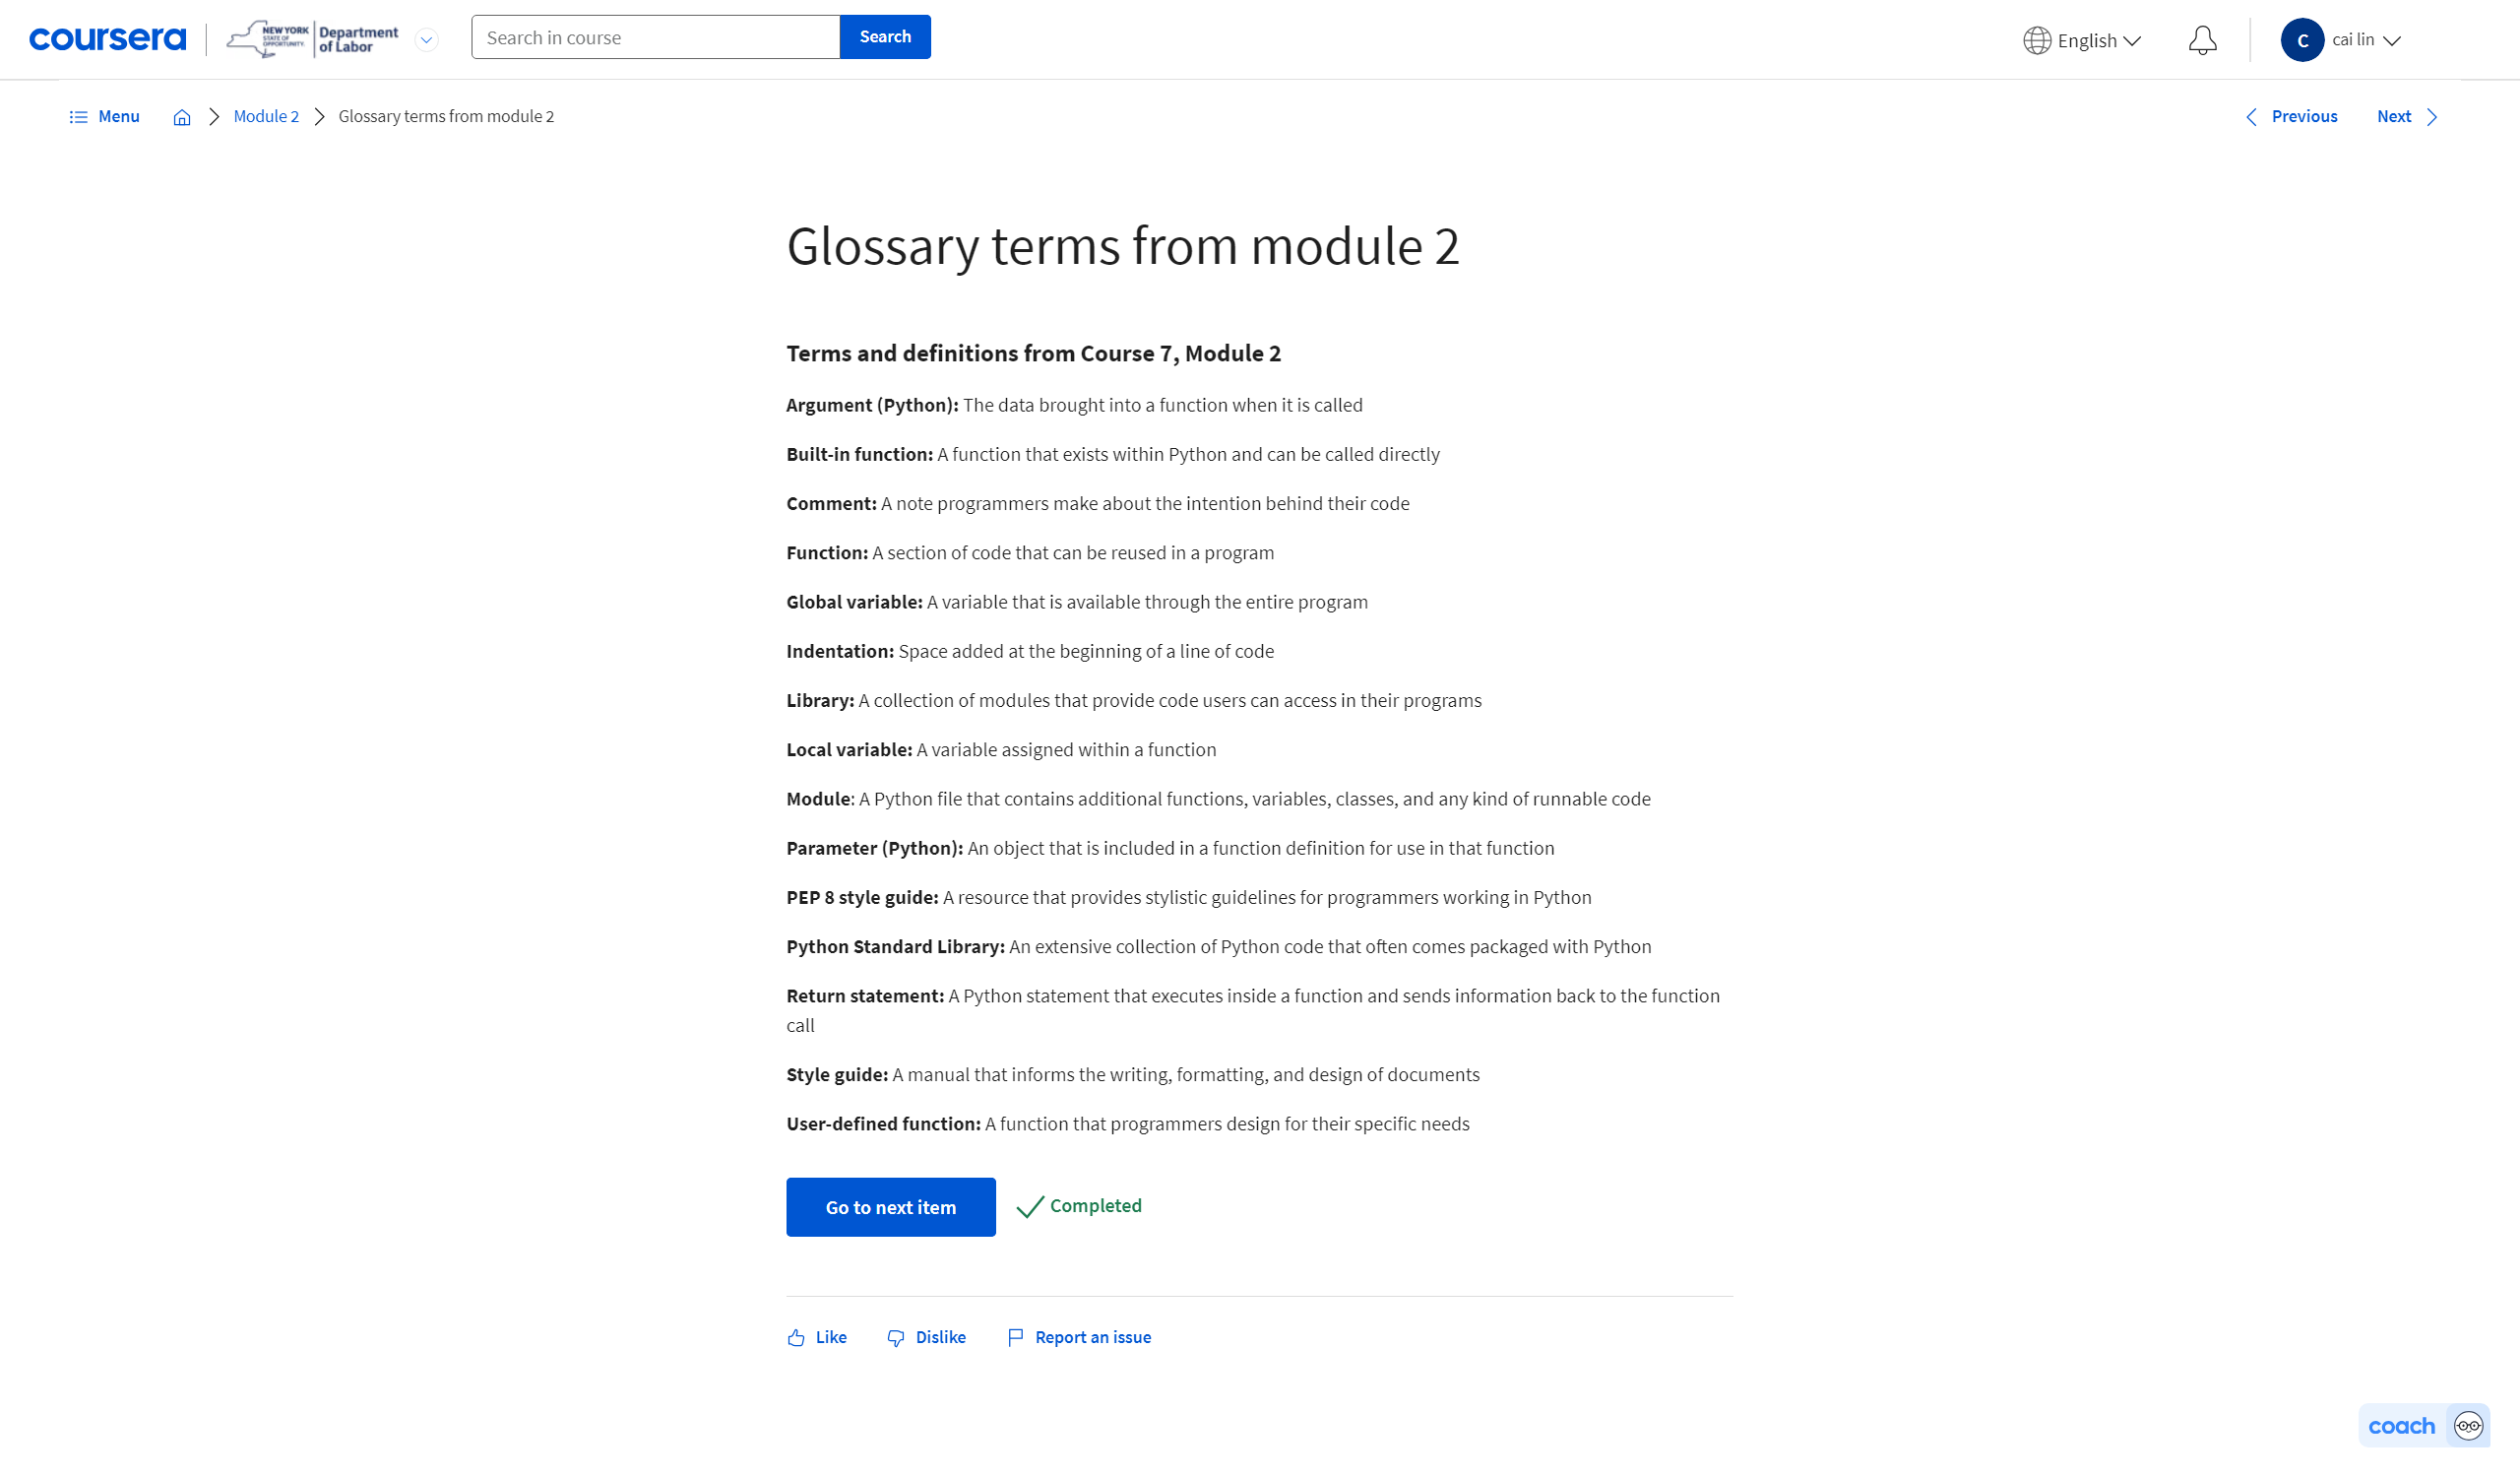 coursera
NEW YORK
STATE OF
OPPORTUNITY.
Department
of Labor
Search in course
Search
English
C
cai lin
Menu
Module 2
Glossary terms from module 2
Previous
Next
Glossary terms from module 2
Terms and definitions from Course 7, Module 2
Argument (Python): The data brought into a function when it is called
Built-in function: A function that exists within Python and can be called directly
Comment: A note programmers make about the intention behind their code
Function: A section of code that can be reused in a program
Global variable: A variable that is available through the entire program
Indentation: Space added at the beginning of a line of code
Library: A collection of modules that provide code users can access in their programs
Local variable: A variable assigned within a function
Module: A Python file that contains additional functions, variables, classes, and any kind of runnable code
Parameter (Python): An object that is included in a function definition for use in that function
PEP 8 style guide: A resource that provides stylistic guidelines for programmers working in Python
Python Standard Library: An extensive collection of Python code that often comes packaged with Python
Return statement: A Python statement that executes inside a function and sends information back to the function
call
Style guide: A manual that informs the writing, formatting, and design of documents
User-defined function: A function that programmers design for their specific needs
Go to next item
Completed
Like
Dislike
Report an issue
coach